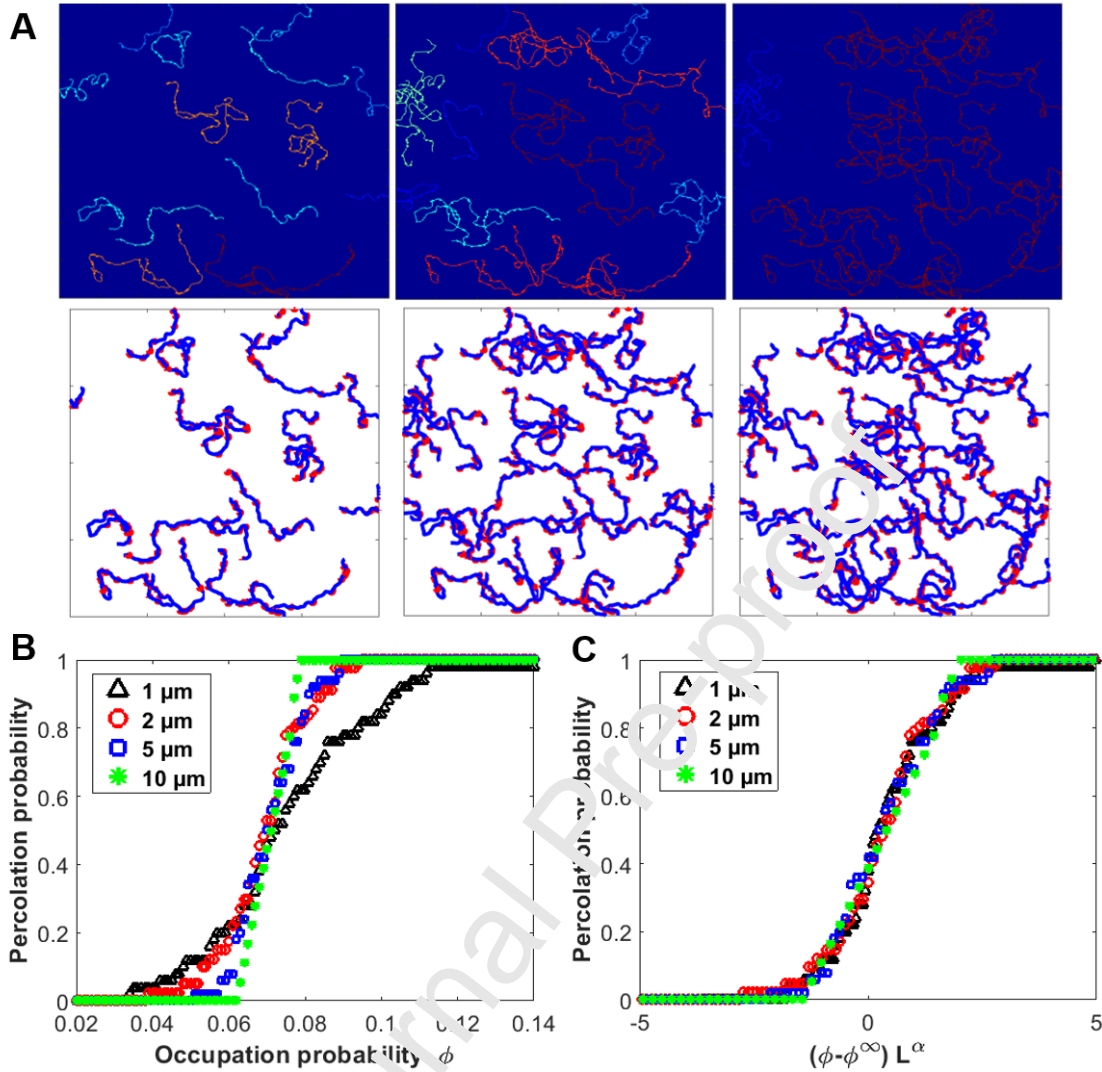 A
B
C
Percolation probability
1
0.8
0.6
0.4
0.2
0
1 µm
2 µm
5 µm
10 µm
0.02 0.04 0.06 0.08 0.1 0.12 0.14
Occupation probability, ϕ
Percolation probability
1
0.8
0.6
0.4
0.2
0
1 µm
2 µm
5 µm
10 µm
-5 0 5
(ϕ-ϕ∞) Lα
Journal Pre-proof